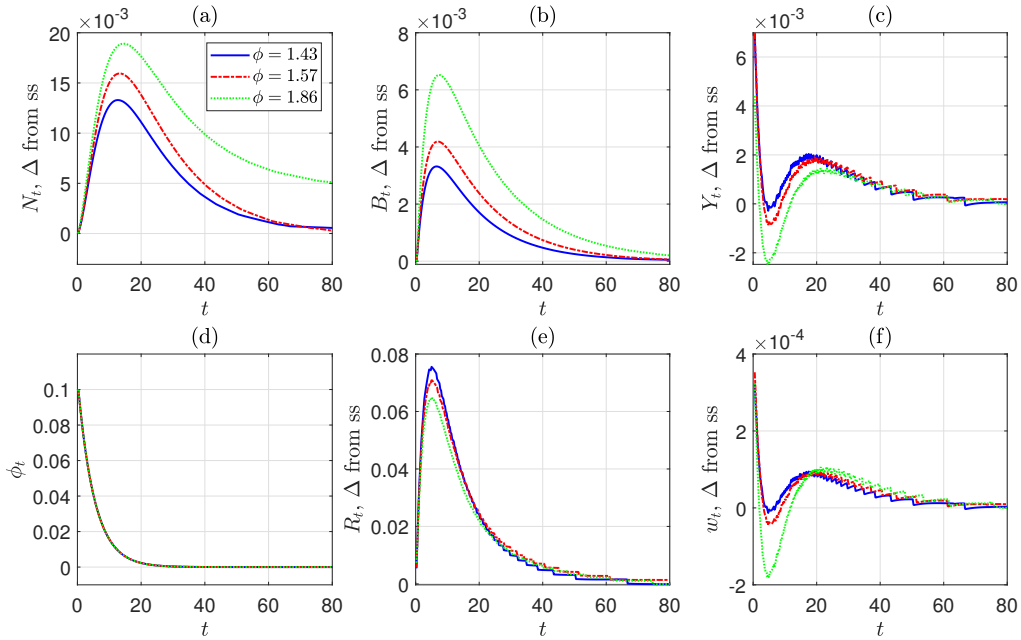 (a)
×10⁻³
20
15
10
5
0
N_t, Δ from ss
0 20 40 60 80
t
ϕ = 1.43
ϕ = 1.57
ϕ = 1.86
(b)
×10⁻³
8
6
4
2
0
B_t, Δ from ss
0 20 40 60 80
t
(c)
×10⁻³
6
4
2
0
-2
Y_t, Δ from ss
0 20 40 60 80
t
(d)
0.1
0.08
0.06
0.04
0.02
0
ϕ_t
0 20 40 60 80
t
(e)
0.08
0.06
0.04
0.02
0
R_t, Δ from ss
0 20 40 60 80
t
(f)
×10⁻⁴
4
2
0
-2
w_t, Δ from ss
0 20 40 60 80
t